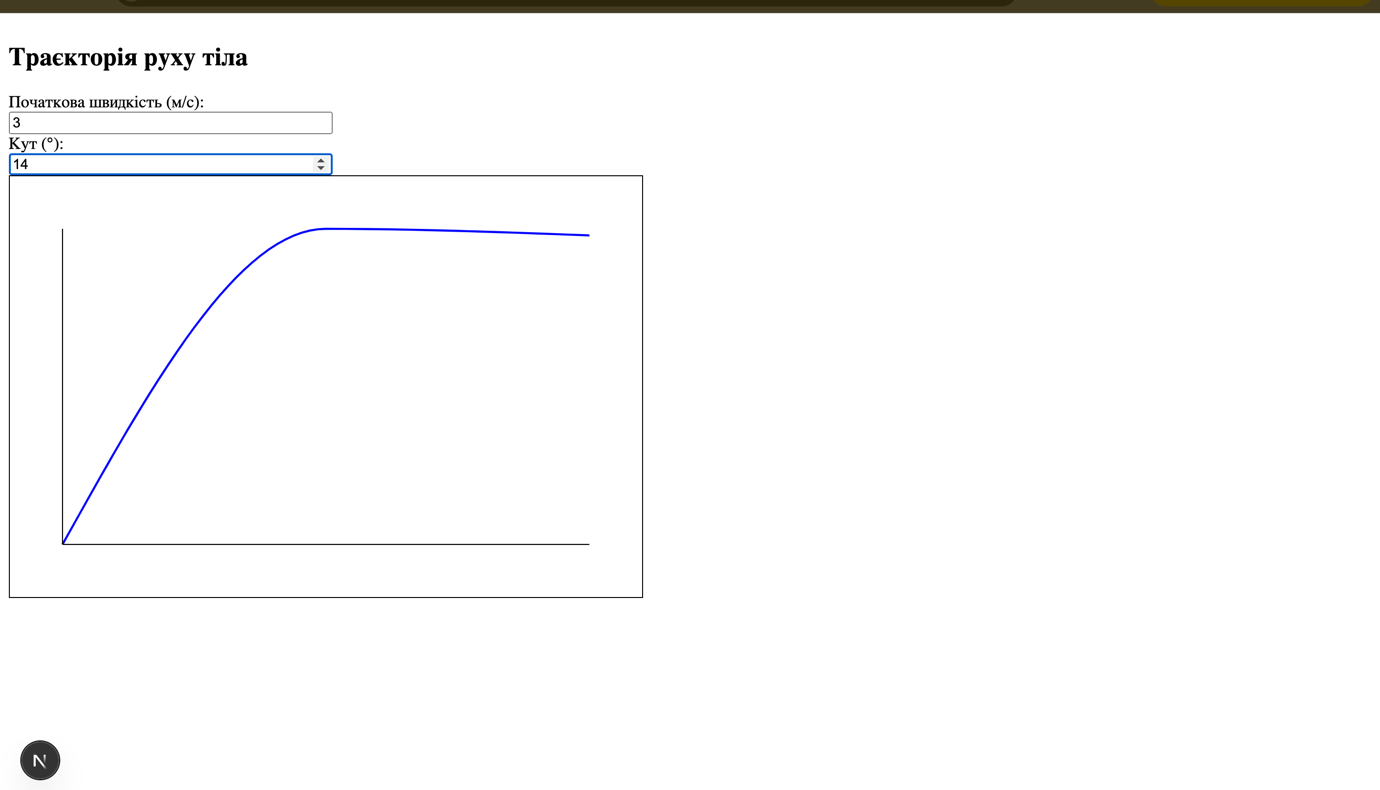 Траєкторія руху тіла
Початкова швидкість (м/с):
3
Кут (°):
14
N